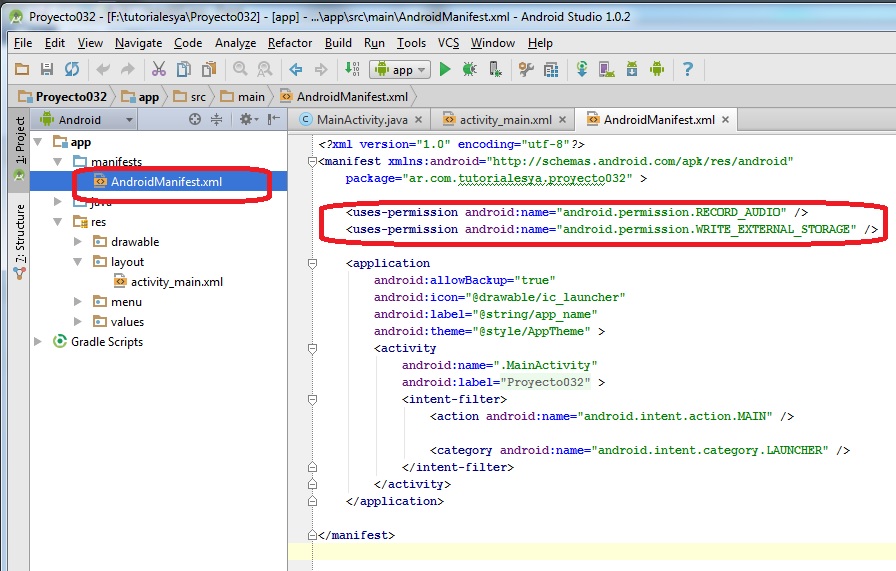 Proyecto032 - [F:\tutorialesya\Proyecto032] - [app] - ...\app\src\main\AndroidManifest.xml - Android Studio 1.0.2
File Edit View Navigate Code Analyze Refactor Build Run Tools VCS Window Help
app
Proyecto032 app src main AndroidManifest.xml
1: Project
7: Structure
Android
app
manifests
AndroidManifest.xml
java
res
drawable
layout
activity_main.xml
menu
values
Gradle Scripts
MainActivity.java activity_main.xml AndroidManifest.xml
<?xml version="1.0" encoding="utf-8"?>
<manifest xmlns:android="http://schemas.android.com/apk/res/android"
package="ar.com.tutorialesya.proyecto032" >
<uses-permission android:name="android.permission.RECORD_AUDIO" />
<uses-permission android:name="android.permission.WRITE_EXTERNAL_STORAGE" />
<application
android:allowBackup="true"
android:icon="@drawable/ic_launcher"
android:label="@string/app_name"
android:theme="@style/AppTheme" >
<activity
android:name=".MainActivity"
android:label="Proyecto032" >
<intent-filter>
<action android:name="android.intent.action.MAIN" />
<category android:name="android.intent.category.LAUNCHER" />
</intent-filter>
</activity>
</application>
</manifest>